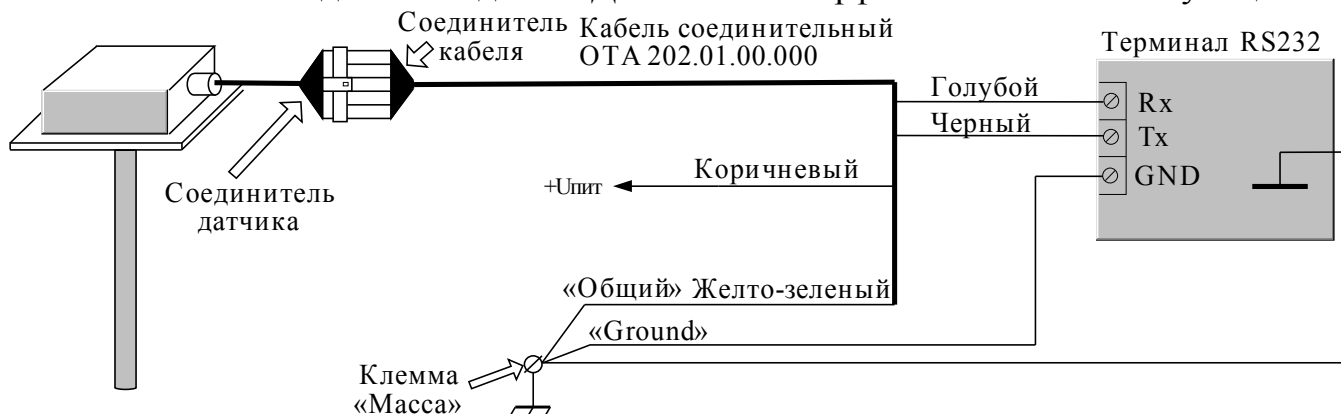 Соединитель
кабеля
Кабель соединительный
ОТА 202.01.00.000
Терминал RS232
Голубой
Rx
Черный
Tx
Коричневый
GND
+Uпит
Соединитель
датчика
«Общий» Желто-зеленый
«Ground»
Клемма
«Масса»